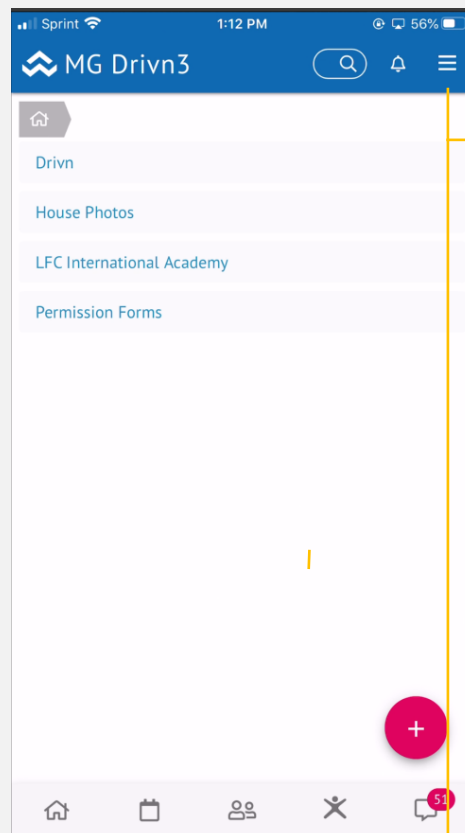 Sprint 1:12 PM 56%
MG Drivn3
Drivn
House Photos
LFC International Academy
Permission Forms
+
51